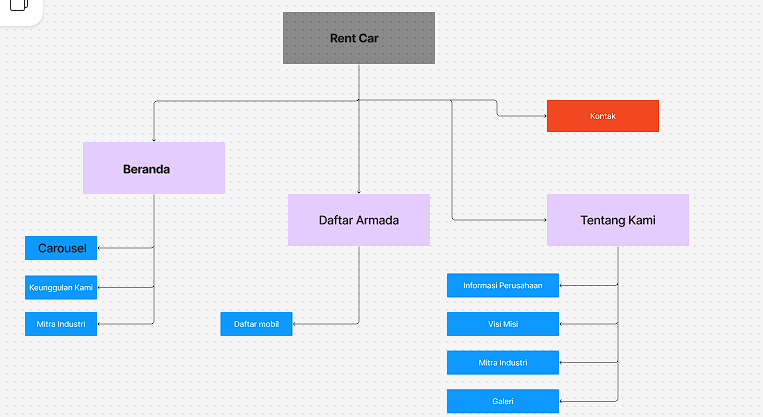 Rent Car
Kontak
Beranda
Daftar Armada
Tentang Kami
Carousel
Keunggulan Kami
Mitra Industri
Daftar mobil
Informasi Perusahaan
Visi Misi
Mitra Industri
Galeri